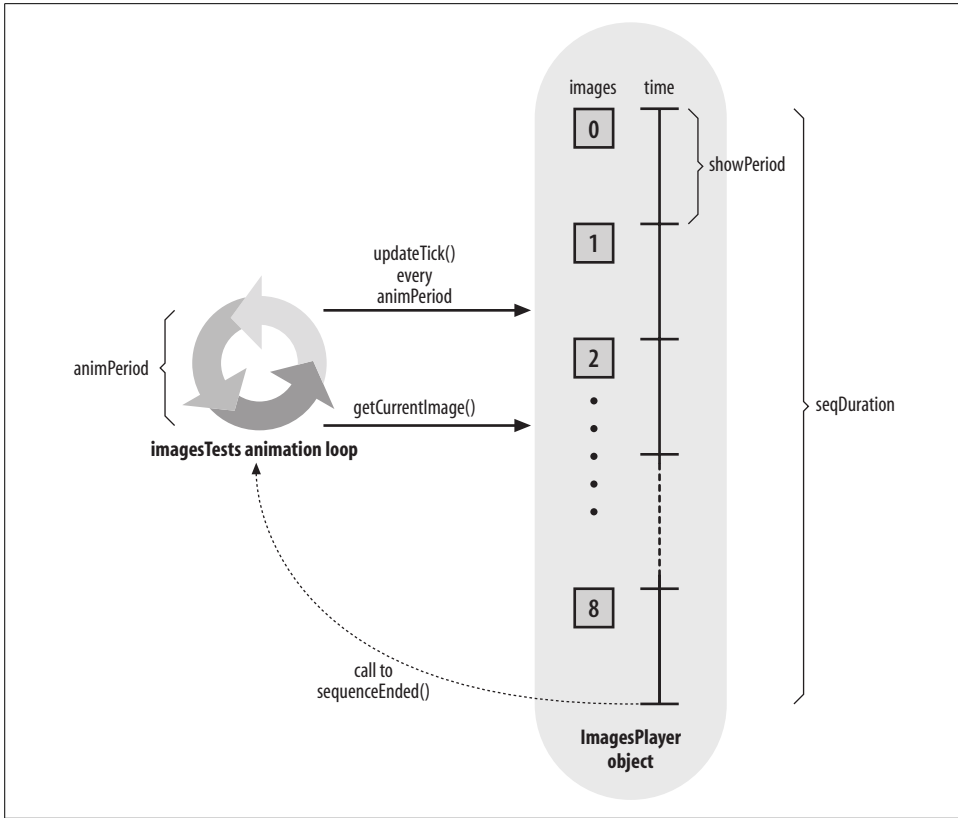 images time
0
showPeriod
1
updateTick()
every
animPeriod
animPeriod
2
getCurrentImage()
seqDuration
imagesTests animation loop
8
call to
sequenceEnded()
ImagesPlayer
object